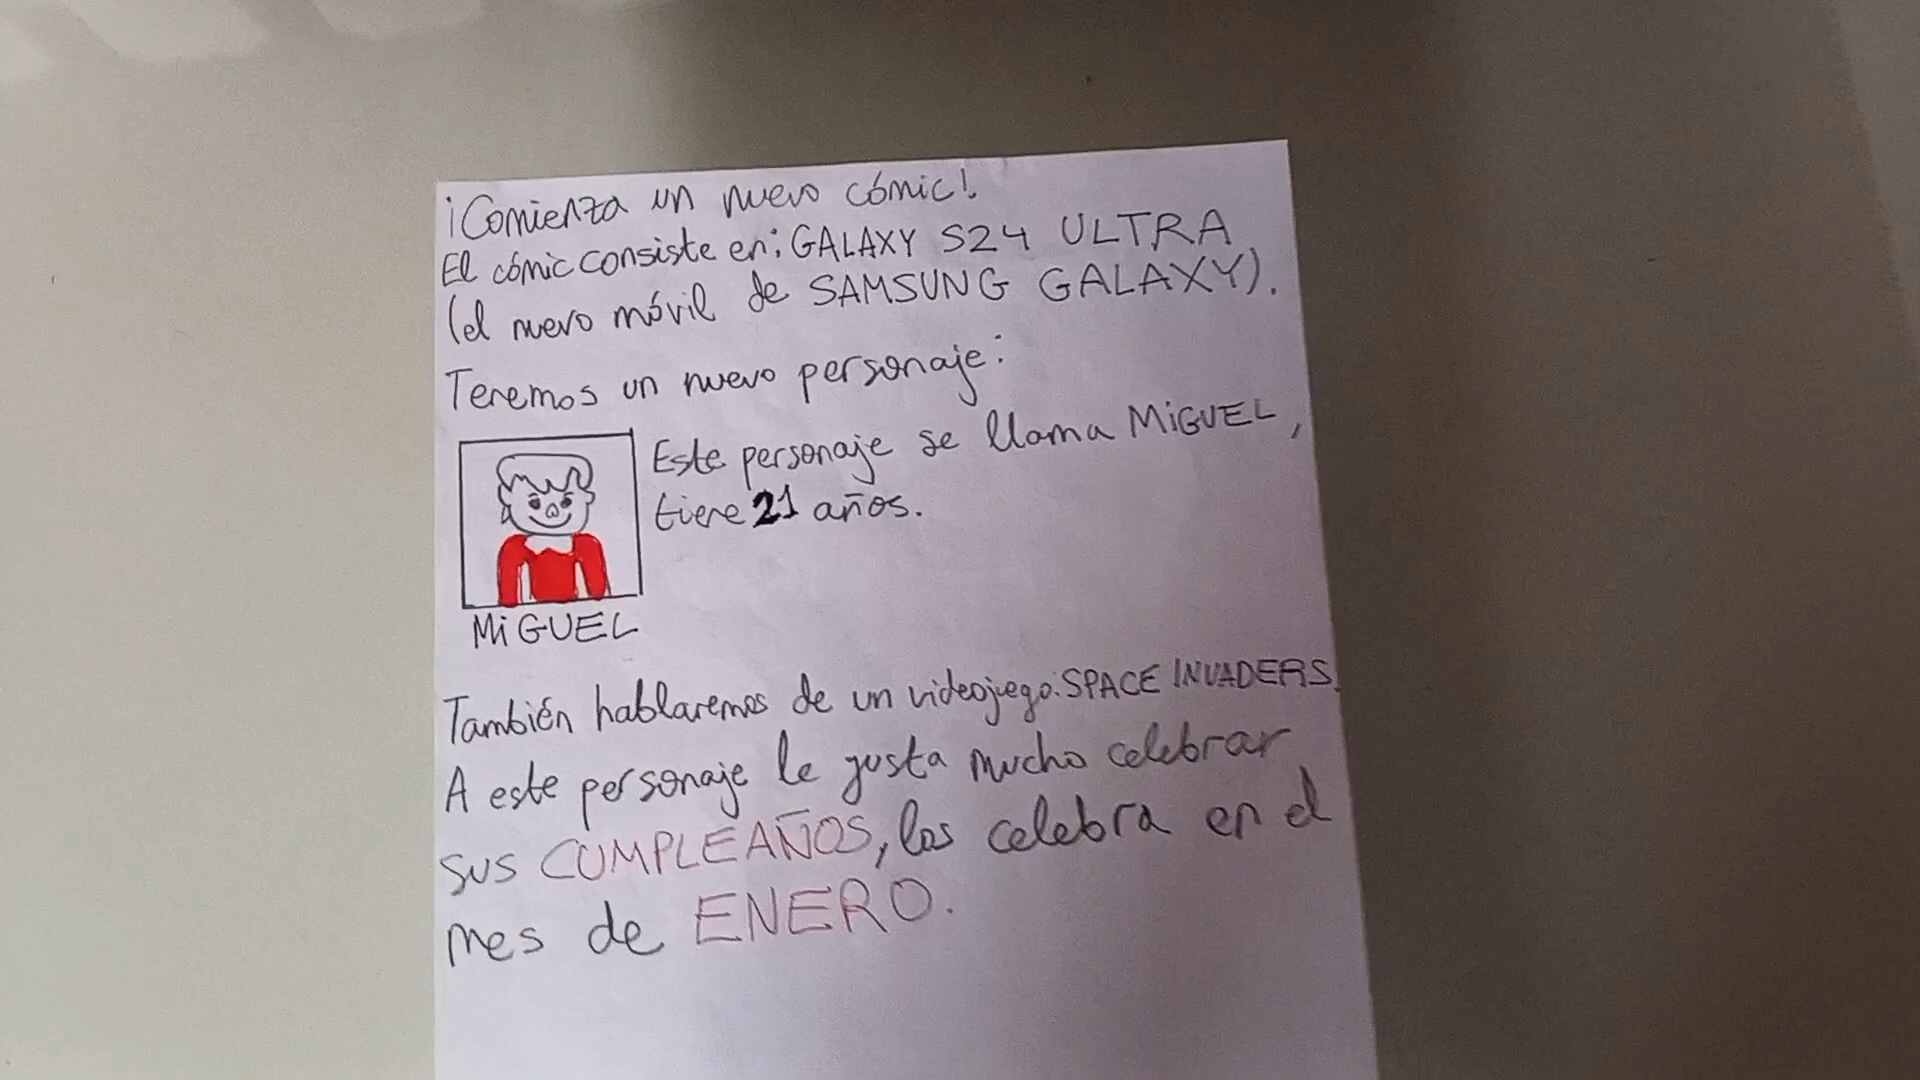 ¡Comienza un nuevo cómic!
El cómic consiste en: GALAXY S24 ULTRA
(el nuevo móvil de SAMSUNG GALAXY).
Tenemos un nuevo personaje:
Este personaje se llama MiGUEL,
tiene 21 años.
MiGUEL
También hablaremos de un videojuego: SPACE INVADERS.
A este personaje le gusta mucho celebrar
sus CUMPLEAÑOS, los celebra en el
mes de ENERO.